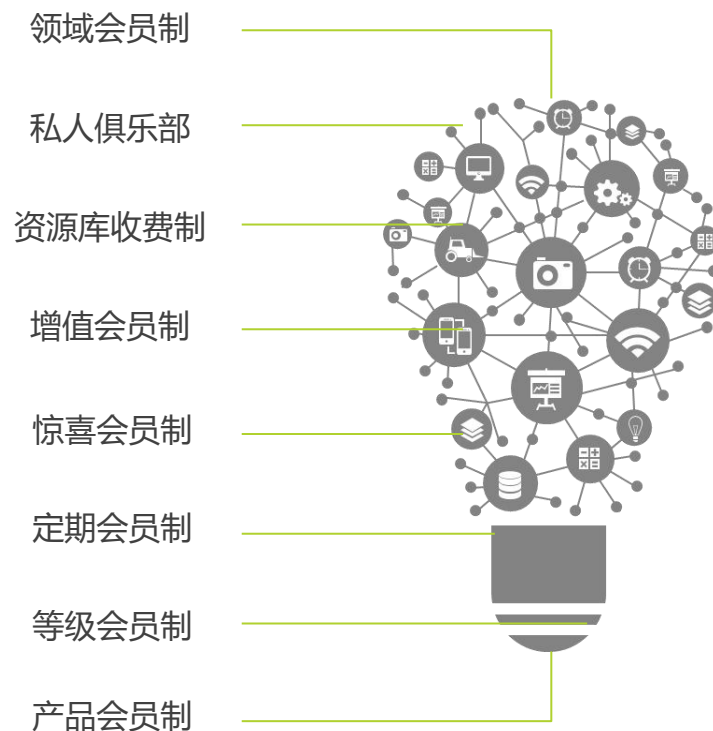 领域会员制
私人俱乐部
资源库收费制
增值会员制
惊喜会员制
定期会员制
等级会员制
产品会员制